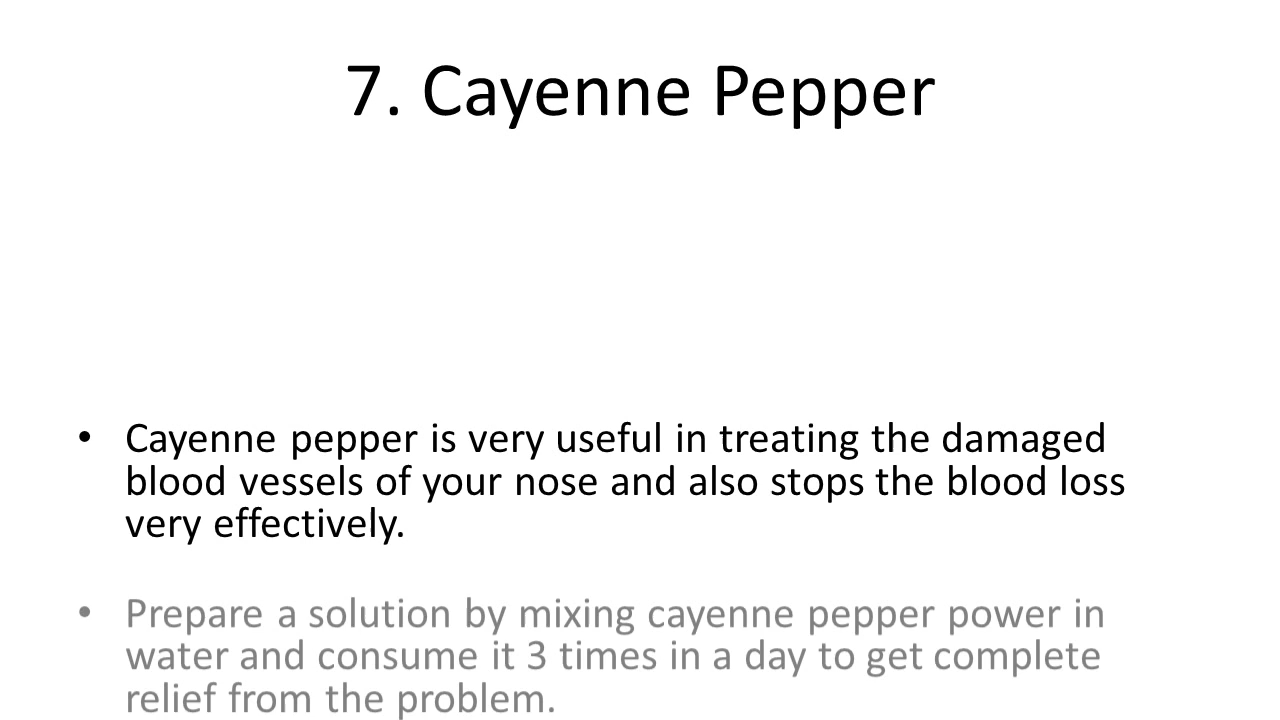 7. Cayenne Pepper
• Cayenne pepper is very useful in treating the damaged
blood vessels of your nose and also stops the blood loss
very effectively.
• Prepare a solution by mixing cayenne pepper power in
water and consume it 3 times in a day to get complete
relief from the problem.